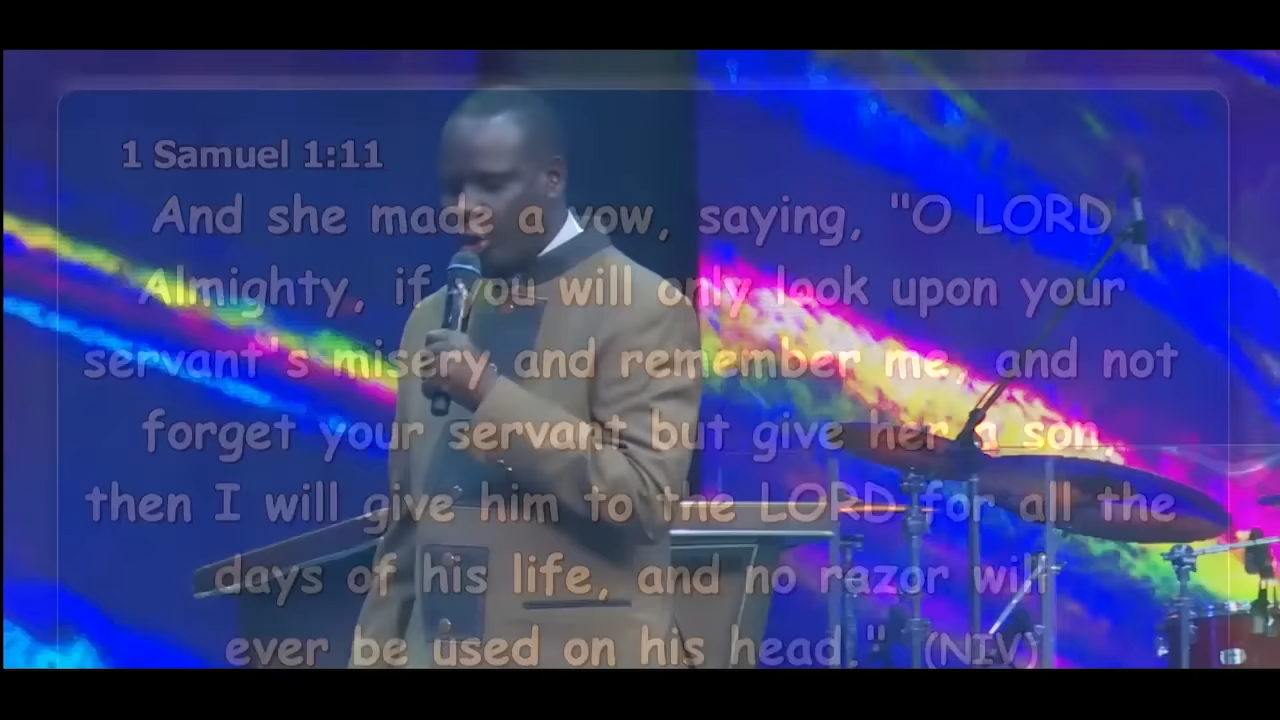 1 Samuel 1:11
And she made a vow, saying, "O LORD
Almighty, if you will only look upon your
servant's misery and remember me, and not
forget your servant but give her a son,
then I will give him to the LORD for all the
days of his life, and no razor will
ever be used on his head." (NIV)